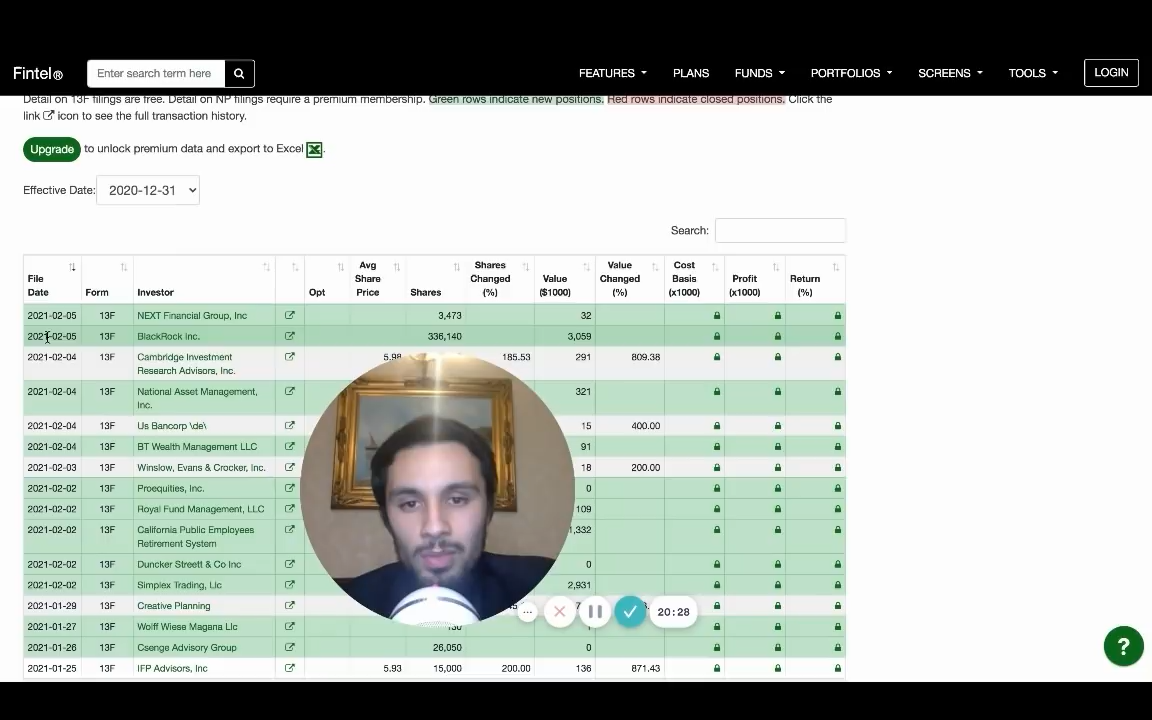 Fintel® Enter search term here FEATURES PLANS FUNDS PORTFOLIOS SCREENS TOOLS LOGIN
Detail on 13F filings are free. Detail on NP filings require a premium membership. Green rows indicate new positions. Red rows indicate closed positions. Click the
link icon to see the full transaction history.
Upgrade to unlock premium data and export to Excel .
Effective Date: 2020-12-31
Search:
File Date Form Investor Opt Avg Share Price Shares Shares Changed (%) Value ($1000) Value Changed (%) Cost Basis (x1000) Profit (x1000) Return (%)
2021-02-05 13F NEXT Financial Group, Inc 3,473 32
2021-02-05 13F BlackRock Inc. 336,140 3,059
2021-02-04 13F Cambridge Investment 5.98 185.53 291 809.38
Research Advisors, Inc.
2021-02-04 13F National Asset Management, 321
Inc.
2021-02-04 13F Us Bancorp \de\ 15 400.00
2021-02-04 13F BT Wealth Management LLC 91
2021-02-03 13F Winslow, Evans & Crocker, Inc. 18 200.00
2021-02-02 13F Proequities, Inc. 0
2021-02-02 13F Royal Fund Management, LLC 109
2021-02-02 13F California Public Employees ,332
Retirement System
2021-02-02 13F Duncker Streett & Co Inc 0
2021-02-02 13F Simplex Trading, Llc 2,931
2021-01-29 13F Creative Planning
20:28
2021-01-27 13F Wolff Wiese Magana Llc
2021-01-26 13F Csenge Advisory Group 26,050 0
2021-01-25 13F IFP Advisors, Inc 5.93 15,000 200.00 136 871.43
?